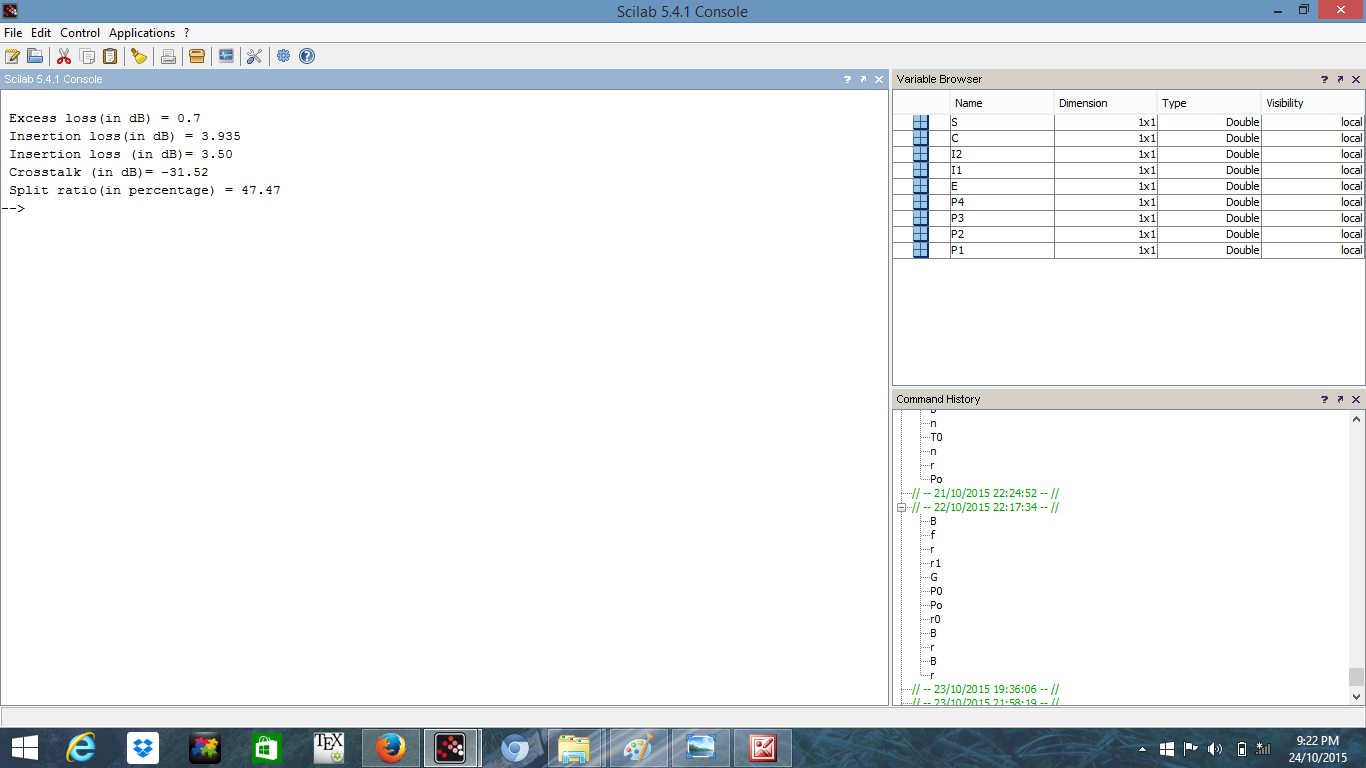 Scilab 5.4.1 Console
File Edit Control Applications ?
Scilab 5.4.1 Console
Excess loss(in dB) = 0.7
Insertion loss(in dB) = 3.935
Insertion loss (in dB)= 3.50
Crosstalk (in dB)= -31.52
Split ratio(in percentage) = 47.47
-->
Variable Browser
Name Dimension Type Visibility
S 1x1 Double local
C 1x1 Double local
I2 1x1 Double local
I1 1x1 Double local
E 1x1 Double local
P4 1x1 Double local
P3 1x1 Double local
P2 1x1 Double local
P1 1x1 Double local
Command History
n
T0
n
r
Po
// -- 21/10/2015 22:24:52 -- //
// -- 22/10/2015 22:17:34 -- //
B
f
r
r1
G
P0
Po
r0
B
r
B
r
// -- 23/10/2015 19:36:06 -- //
// -- 23/10/2015 21:58:19 -- //
TEX
9:22 PM
24/10/2015